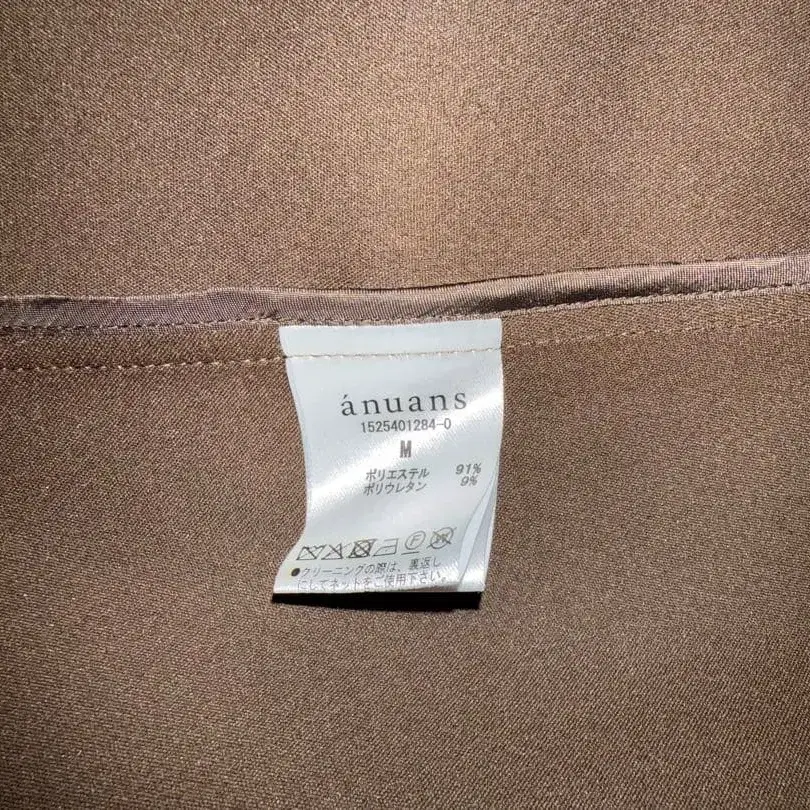 ánuans
1525401284-0
M
ポリエステル 91%
ポリウレタン 9%
●クリーニングの際は、裏返し
にしてネットをご使用下さい。